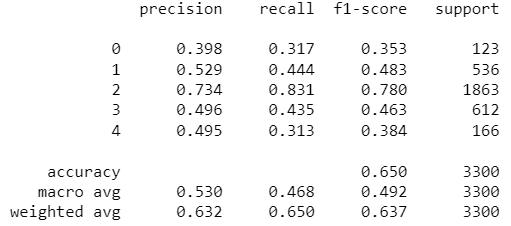 precision recall f1-score support
0 0.398 0.317 0.353 123
1 0.529 0.444 0.483 536
2 0.734 0.831 0.780 1863
3 0.496 0.435 0.463 612
4 0.495 0.313 0.384 166
accuracy 0.650 3300
macro avg 0.530 0.468 0.492 3300
weighted avg 0.632 0.650 0.637 3300